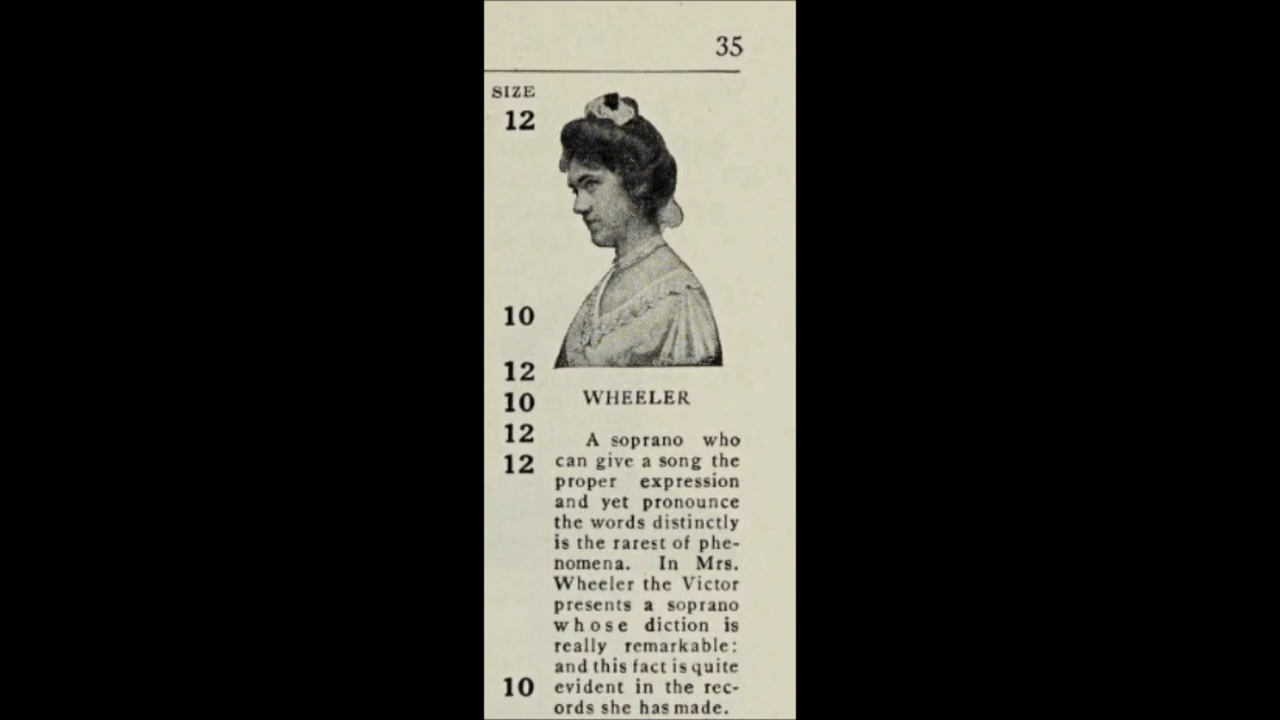 35
SIZE
12
10
12
10
12
12
WHEELER
A soprano who
can give a song the
proper expression
and yet pronounce
the words distinctly
is the rarest of phe-
nomena. In Mrs.
Wheeler the Victor
presents a soprano
whose diction is
really remarkable:
and this fact is quite
10 evident in the rec-
ords she has made.